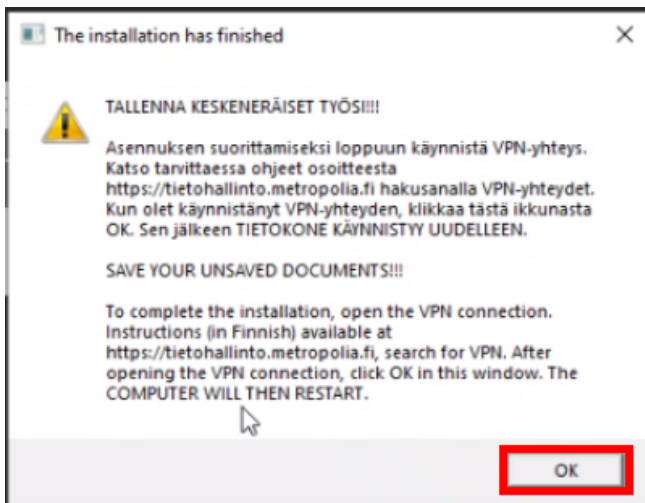 The installation has finished
TALLENNA KESKENERÄISET TYÖSI!!!
Asennuksen suorittamiseksi loppuun käynnistä VPN-yhteys.
Katso tarvittaessa ohjeet osoitteesta
https://tietohallinto.metropolia.fi hakusanalla VPN-yhteydet.
Kun olet käynnistänyt VPN-yhteyden, klikkaa tästä ikkunasta
OK. Sen jälkeen TIETOKONE KÄYNNISTYY UUDELLEEN.
SAVE YOUR UNSAVED DOCUMENTS!!!
To complete the installation, open the VPN connection.
Instructions (in Finnish) available at
https://tietohallinto.metropolia.fi, search for VPN. After
opening the VPN connection, click OK in this window. The
COMPUTER WILL THEN RESTART.
OK